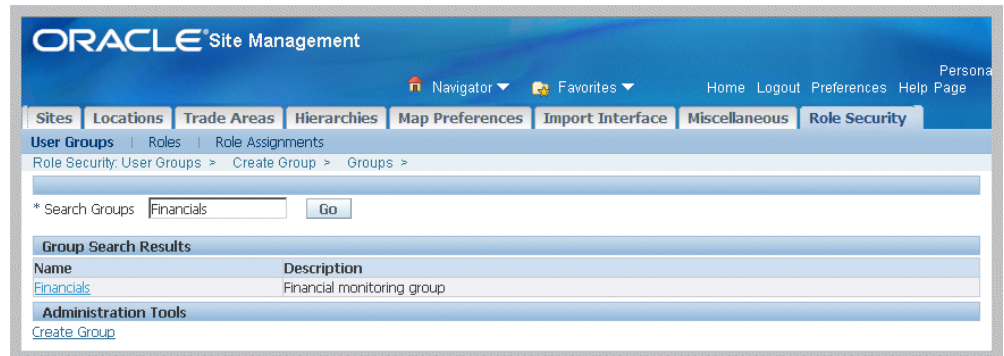 ORACLE Site Management
Navigator Favorites Home Logout Preferences Help Persona Page
Sites Locations Trade Areas Hierarchies Map Preferences Import Interface Miscellaneous Role Security
User Groups | Roles | Role Assignments
Role Security: User Groups > Create Group > Groups >
* Search Groups Financials Go
Group Search Results
Name Description
Financials Financial monitoring group
Administration Tools
Create Group